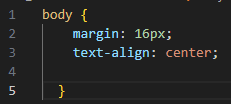 1 body {
2     margin: 16px;
3     text-align: center;
4
5   }